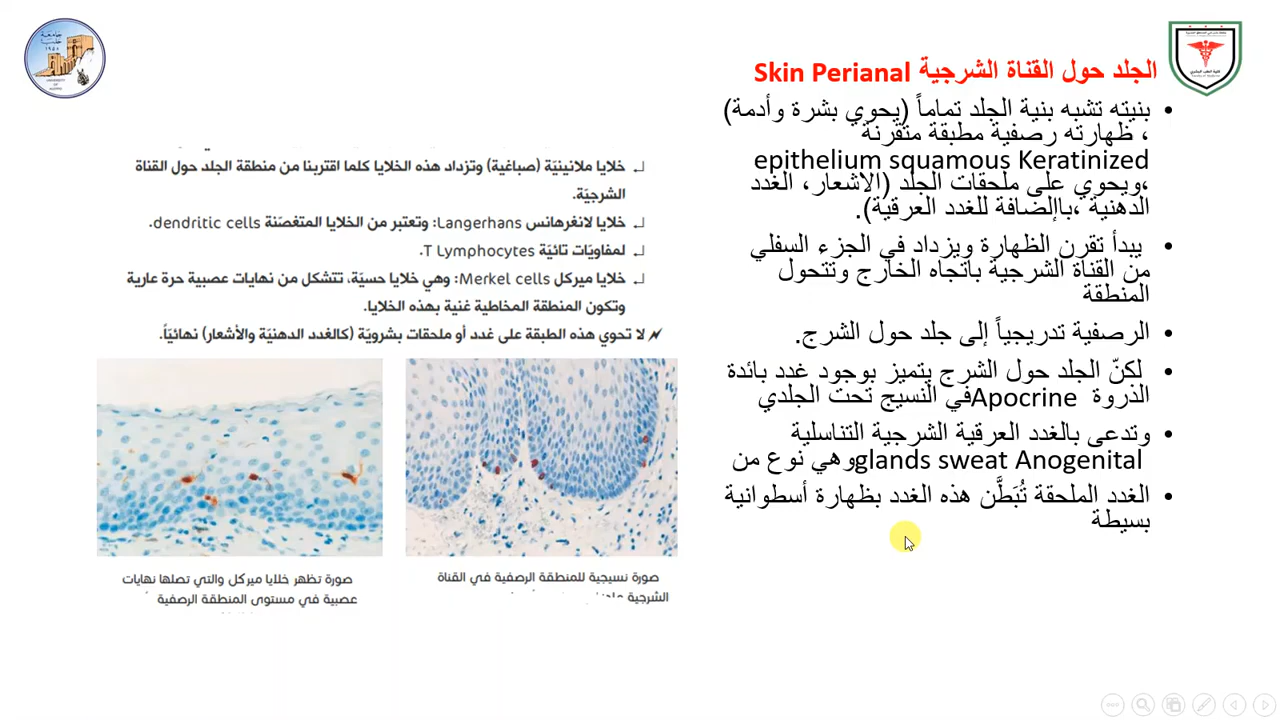 الجلد حول القناة الشرجية Skin Perianal
• بنيته تشبه بنية الجلد تماماً (يحوي بشرة وأدمة)
، ظهارته رصفية مطبقة متقرنة
epithelium squamous Keratinized
،ويحوي على ملحقات الجلد (الاشعار، الغدد
الدهنية ،باإلضافة للغدد العرقية).
• يبدأ تقرن الظهارة ويزداد في الجزء السفلي
من القناة الشرجية باتجاه الخارج وتتحول
المنطقة
• الرصفية تدريجياً إلى جلد حول الشرج.
• لكنّ الجلد حول الشرج يتميز بوجود غدد بائدة
الذروة Apocrineفي النسيج تحت الجلدي
• وتدعى بالغدد العرقية الشرجية التناسلية
glands sweat Anogenitalوهي نوع من
• الغدد الملحقة تُبَطَّن هذه الغدد بظهارة أسطوانية
بسيطة
خلايا ملانينيّة (صباغية) وتزداد هذه الخلايا كلما اقتربنا من منطقة الجلد حول القناة
الشرجيّة.
خلايا لانغرهانس Langerhans: وتعتبر من الخلايا المتغصّنة dendritic cells.
لمفاويّات تائيّة T Lymphocytes.
خلايا ميركل Merkel cells: وهي خلايا حسيّة، تتشكل من نهايات عصبية حرة عارية
وتكون المنطقة المخاطية غنية بهذه الخلايا.
لا تحوي هذه الطبقة على غدد أو ملحقات بشرويّة (كالغدد الدهنيّة والأشعار) نهائيّاً.
صورة نسيجية للمنطقة الرصفية في القناة
الشرجية
صورة تظهر خلايا ميركل والتي تصلها نهايات
عصبية في مستوى المنطقة الرصفية